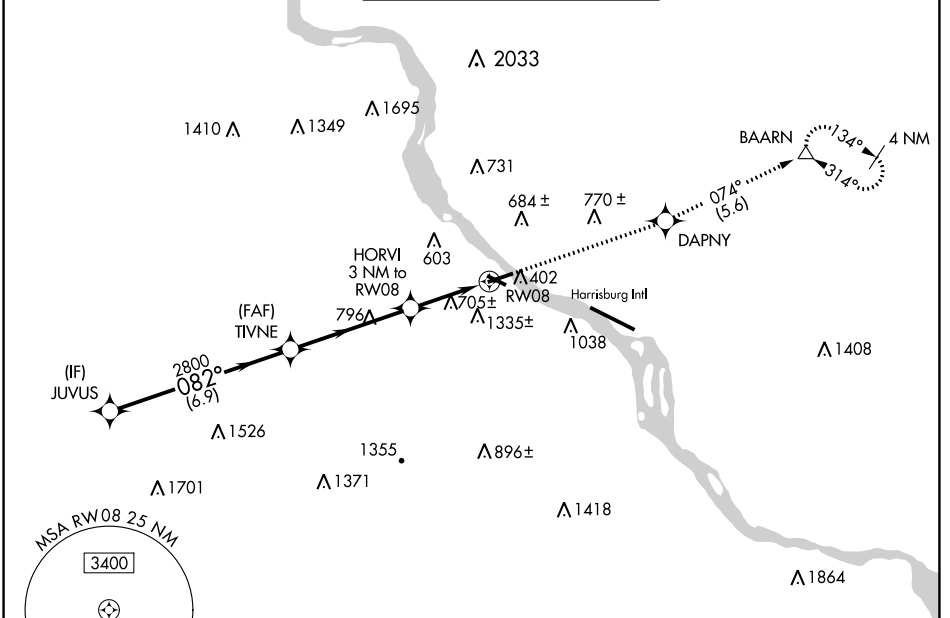 2033
1695
1410
1349
731
BAARN
134°
4 NM
314°
074°
(5.6)
684 ±
770 ±
DAPNY
603
HORVI
3 NM to
RW08
402
RW08
Harrisburg Intl
705±
1335±
1038
796
(FAF)
TIVNE
1408
2800
082°
(6.9)
(IF)
JUVUS
1526
1355
896±
1701
1371
1418
MSA RW08 25 NM
3400
1864